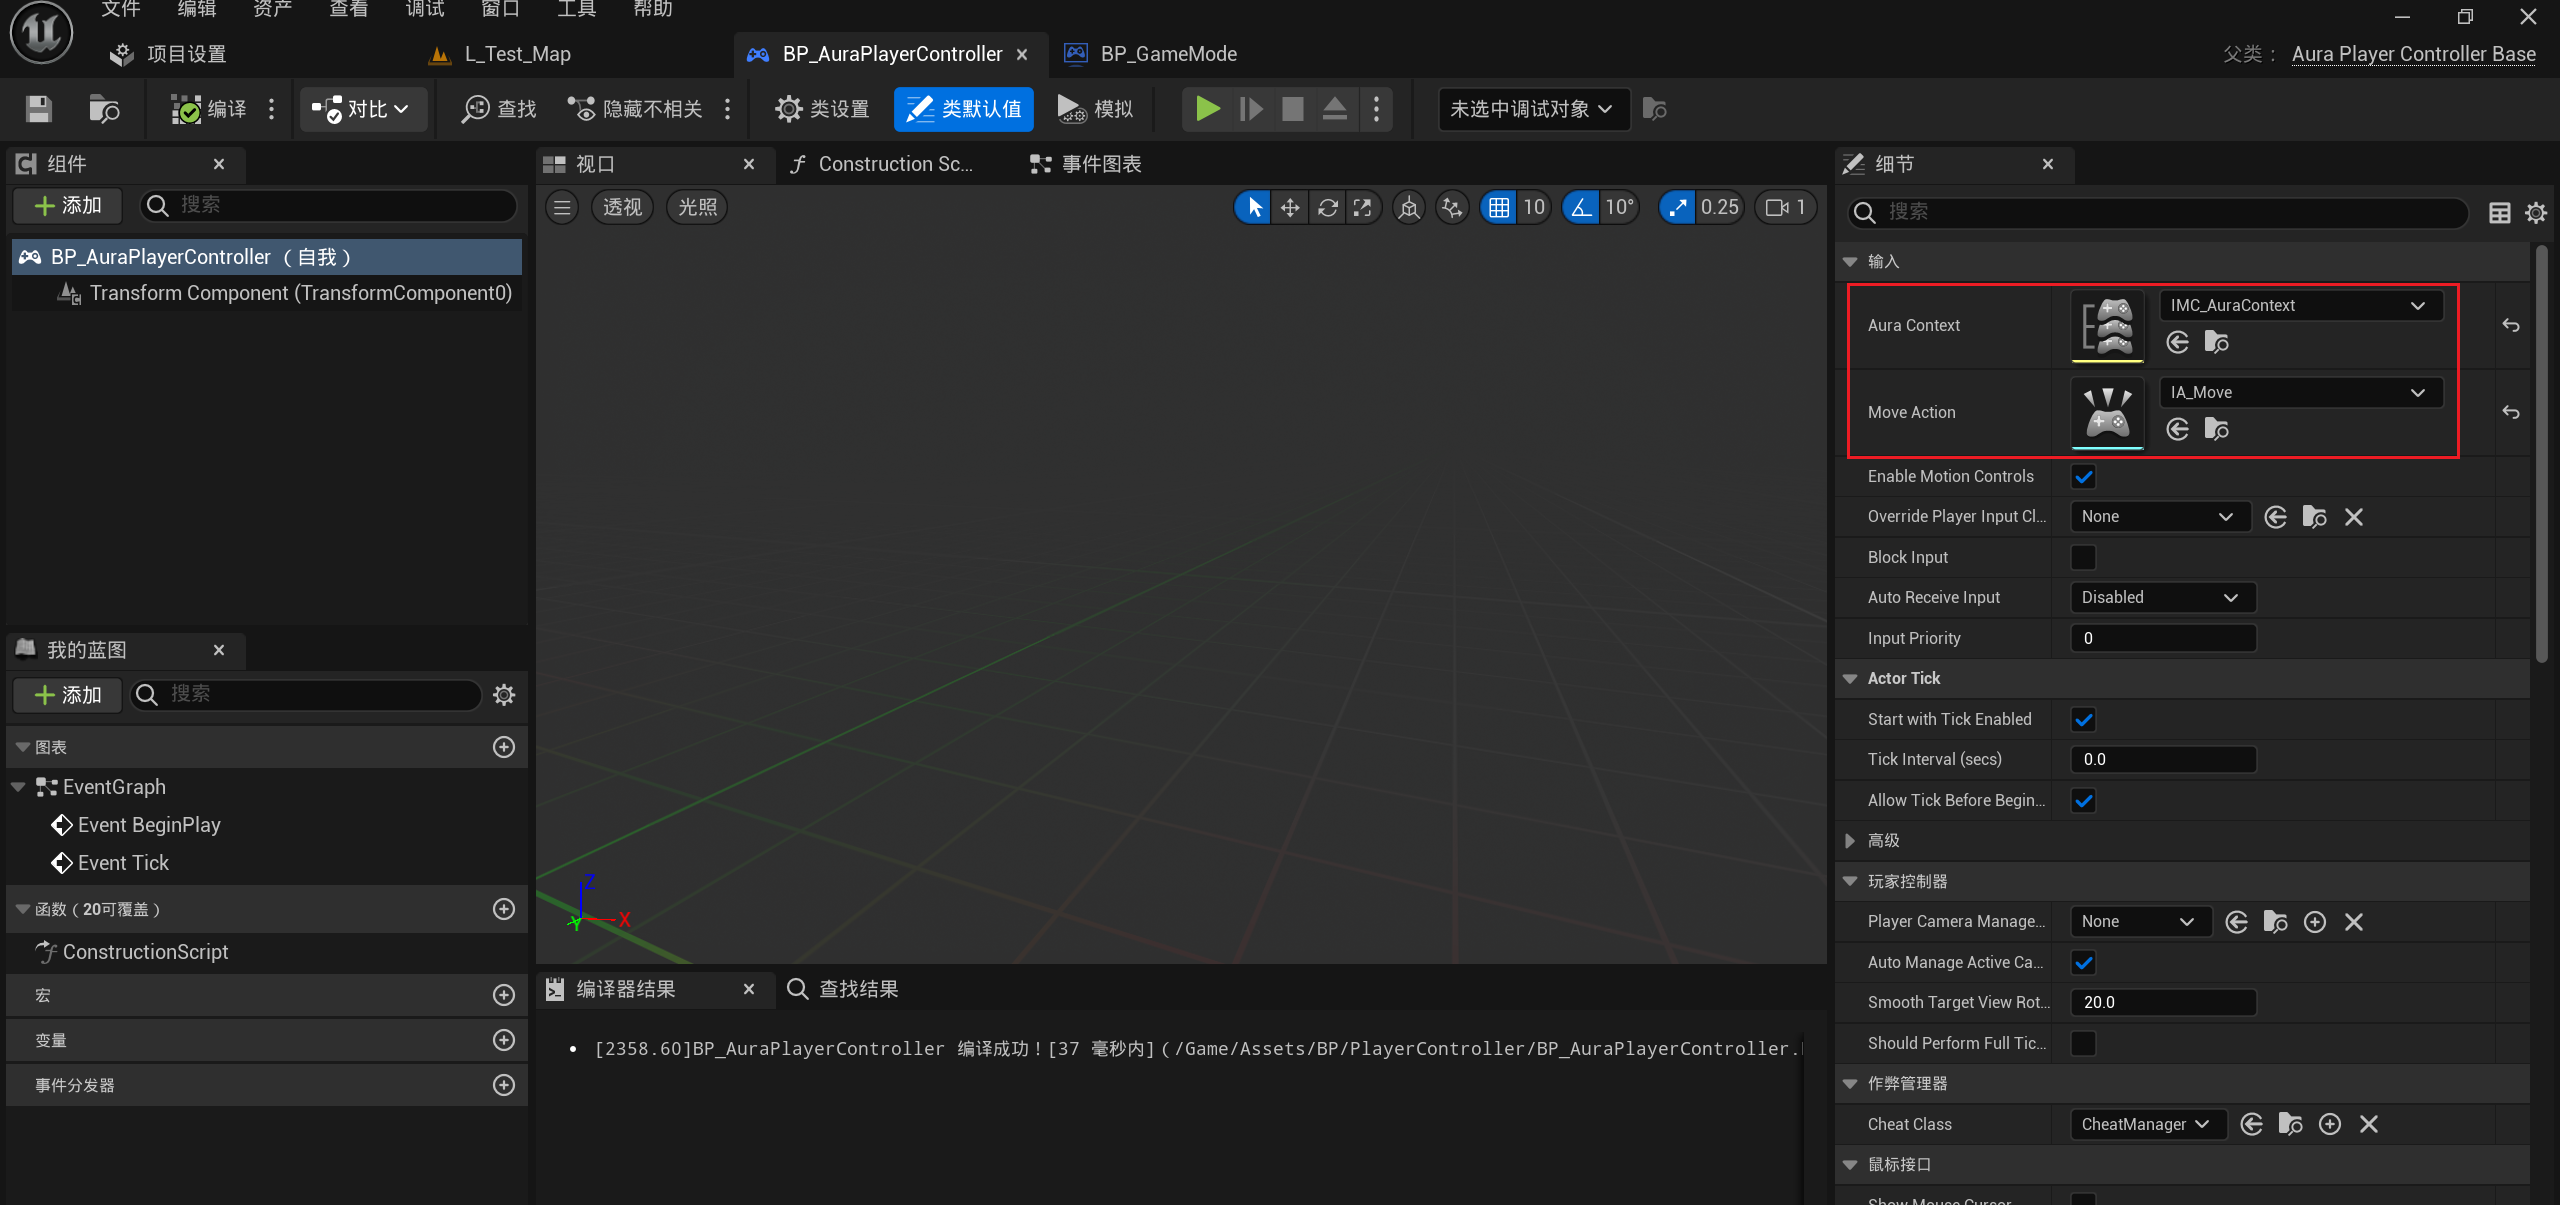 文件 编辑 资产 查看 调试 窗口 工具 帮助
项目设置 L_Test_Map BP_AuraPlayerController BP_GameMode 父类： Aura Player Controller Base
编译 对比 查找 隐藏不相关 类设置 类默认值 模拟 未选中调试对象
组件
添加 搜索
BP_AuraPlayerController （自我）
Transform Component (TransformComponent0)
我的蓝图
添加 搜索
图表
EventGraph
Event BeginPlay
Event Tick
函数（20可覆盖）
ConstructionScript
宏
变量
事件分发器
视口 Construction Sc... 事件图表
透视 光照 10 10° 0.25 1
Z
Y X
编译器结果 查找结果
• [2358.60]BP_AuraPlayerController 编译成功！[37 毫秒内]（/Game/Assets/BP/PlayerController/BP_AuraPlayerController.
细节
搜索
输入
Aura Context IMC_AuraContext
Move Action IA_Move
Enable Motion Controls
Override Player Input Cl... None
Block Input
Auto Receive Input Disabled
Input Priority 0
Actor Tick
Start with Tick Enabled
Tick Interval (secs) 0.0
Allow Tick Before Begin...
高级
玩家控制器
Player Camera Manage... None
Auto Manage Active Ca...
Smooth Target View Rot... 20.0
Should Perform Full Tic...
作弊管理器
Cheat Class CheatManager
鼠标接口
Show Mouse Cursor